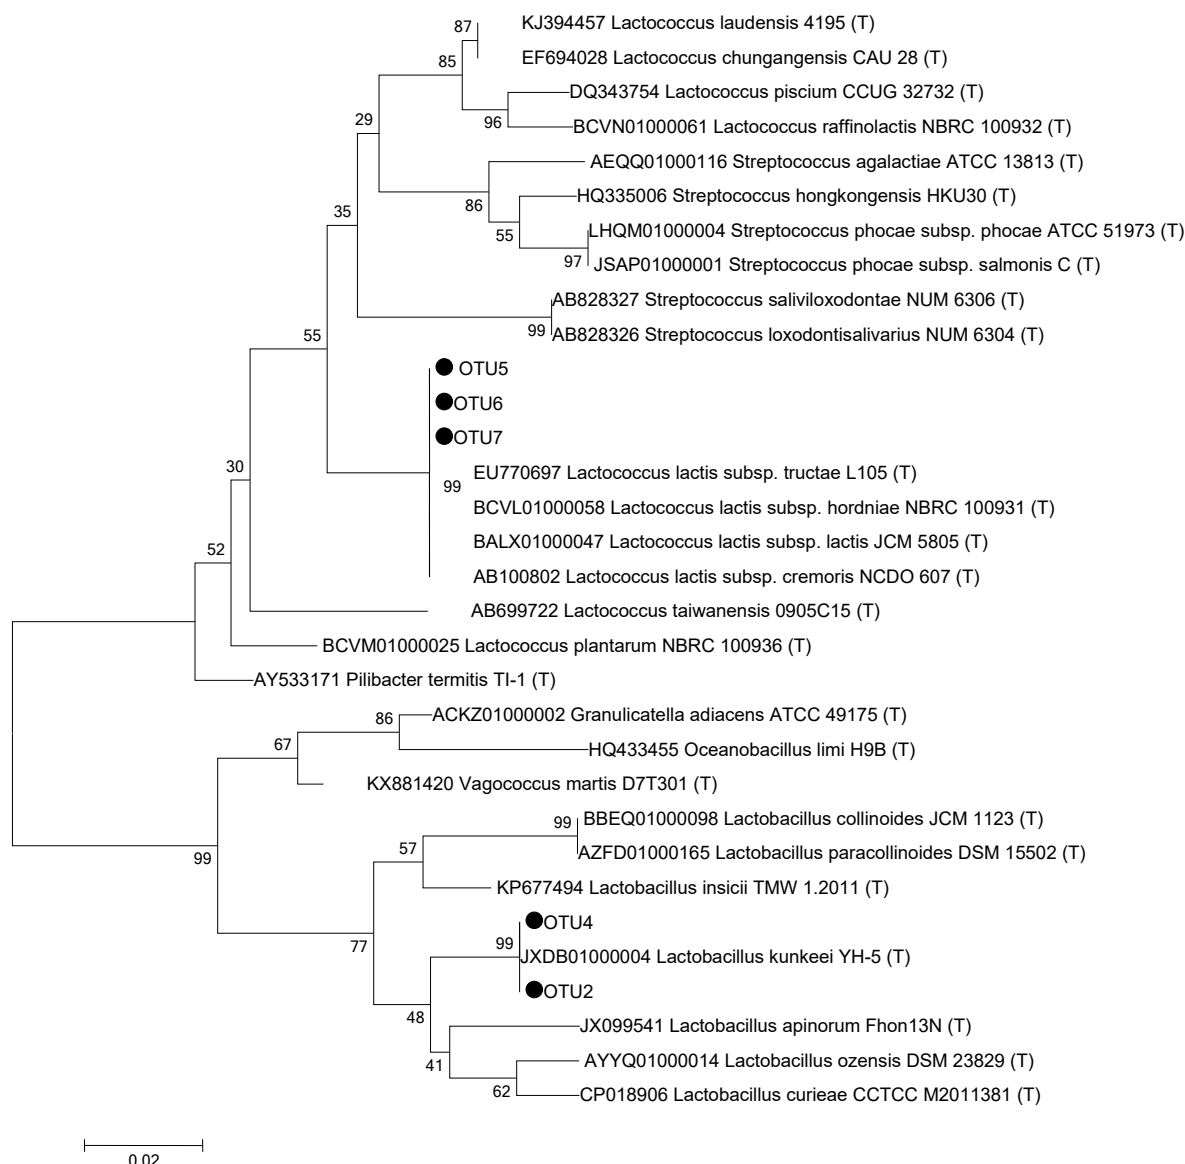 87 KJ394457 Lactococcus laudensis 4195 (T)
85 EF694028 Lactococcus chungangensis CAU 28 (T)
DQ343754 Lactococcus piscium CCUG 32732 (T)
29 96 BCVN01000061 Lactococcus raffinolactis NBRC 100932 (T)
AEQQ01000116 Streptococcus agalactiae ATCC 13813 (T)
86 HQ335006 Streptococcus hongkongensis HKU30 (T)
35 55 LHQM01000004 Streptococcus phocae subsp. phocae ATCC 51973 (T)
97 JSAP01000001 Streptococcus phocae subsp. salmonis C (T)
AB828327 Streptococcus saliviloxodontae NUM 6306 (T)
55 99 AB828326 Streptococcus loxodontisalivarius NUM 6304 (T)
OTU5
OTU6
OTU7
30 EU770697 Lactococcus lactis subsp. tructae L105 (T)
99
BCVL01000058 Lactococcus lactis subsp. hordniae NBRC 100931 (T)
52 BALX01000047 Lactococcus lactis subsp. lactis JCM 5805 (T)
AB100802 Lactococcus lactis subsp. cremoris NCDO 607 (T)
AB699722 Lactococcus taiwanensis 0905C15 (T)
BCVM01000025 Lactococcus plantarum NBRC 100936 (T)
AY533171 Pilibacter termitis TI-1 (T)
86 ACKZ01000002 Granulicatella adiacens ATCC 49175 (T)
67 HQ433455 Oceanobacillus limi H9B (T)
KX881420 Vagococcus martis D7T301 (T)
99 BBEQ01000098 Lactobacillus collinoides JCM 1123 (T)
99 57 AZFD01000165 Lactobacillus paracollinoides DSM 15502 (T)
KP677494 Lactobacillus insicii TMW 1.2011 (T)
OTU4
77 99 JXDB01000004 Lactobacillus kunkeei YH-5 (T)
OTU2
48 JX099541 Lactobacillus apinorum Fhon13N (T)
41 AYYQ01000014 Lactobacillus ozensis DSM 23829 (T)
62 CP018906 Lactobacillus curieae CCTCC M2011381 (T)
0.02